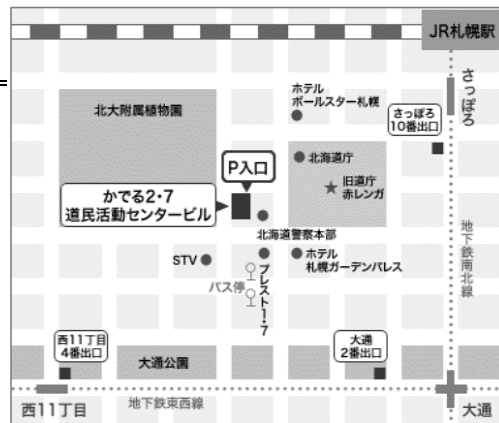 JR札幌駅
さっぽろ
ホテル
ポールスター札幌
さっぽろ
10番出口
北大附属植物園
P入口
北海道庁
旧道庁
赤レンガ
かでる2・7
道民活動センタービル
北海道警察本部
地下鉄南北線
STV
バス停
プレスト1・7
ホテル
札幌ガーデンパレス
西11丁目
4番出口
大通公園
大通
2番出口
西11丁目
地下鉄東西線
大通